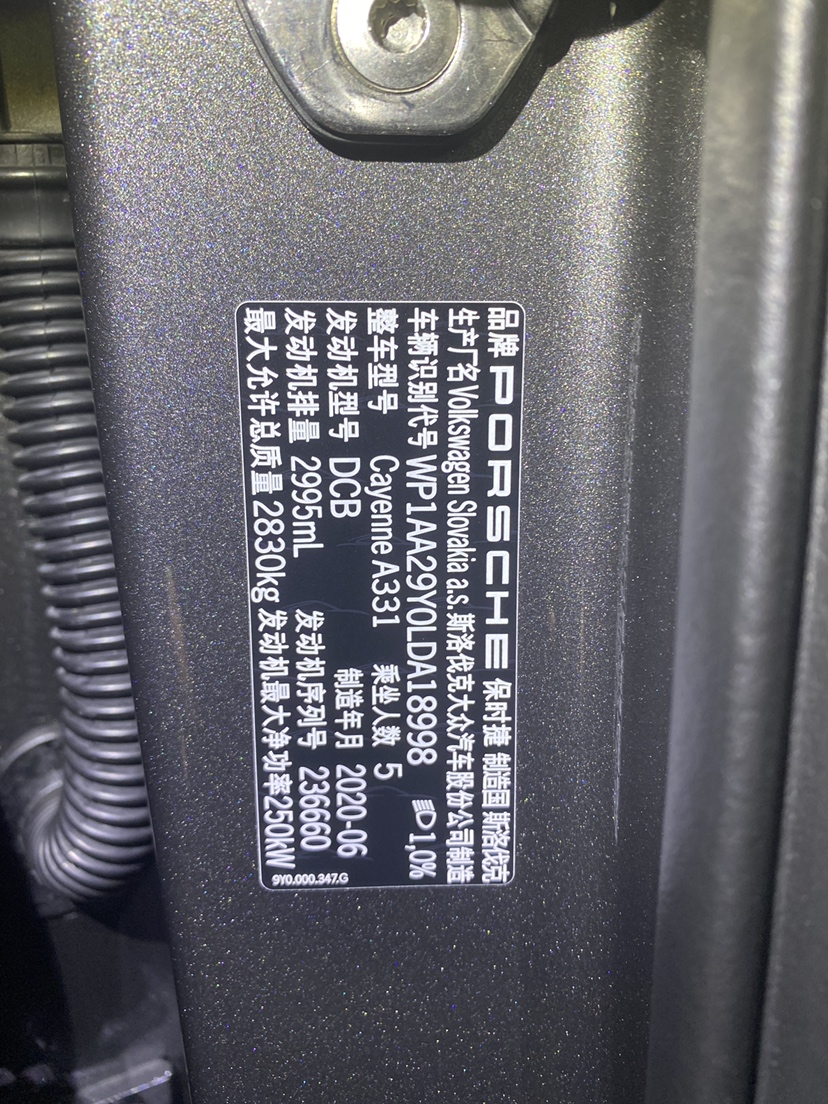 品牌 PORSCHE 保时捷 制造国 斯洛伐克
生产厂名 Volkswagen Slovakia a.s. 斯洛伐克大众汽车股份公司制造
车辆识别代号 WP1AA29Y0LDA18998 1,0%
整车型号 Cayenne A331 乘坐人数 5
发动机型号 DCB 制造年月 2020-06
发动机排量 2995mL 发动机序列号 236660
最大允许总质量 2830kg 发动机最大净功率 250kW
9Y0.000.347.G